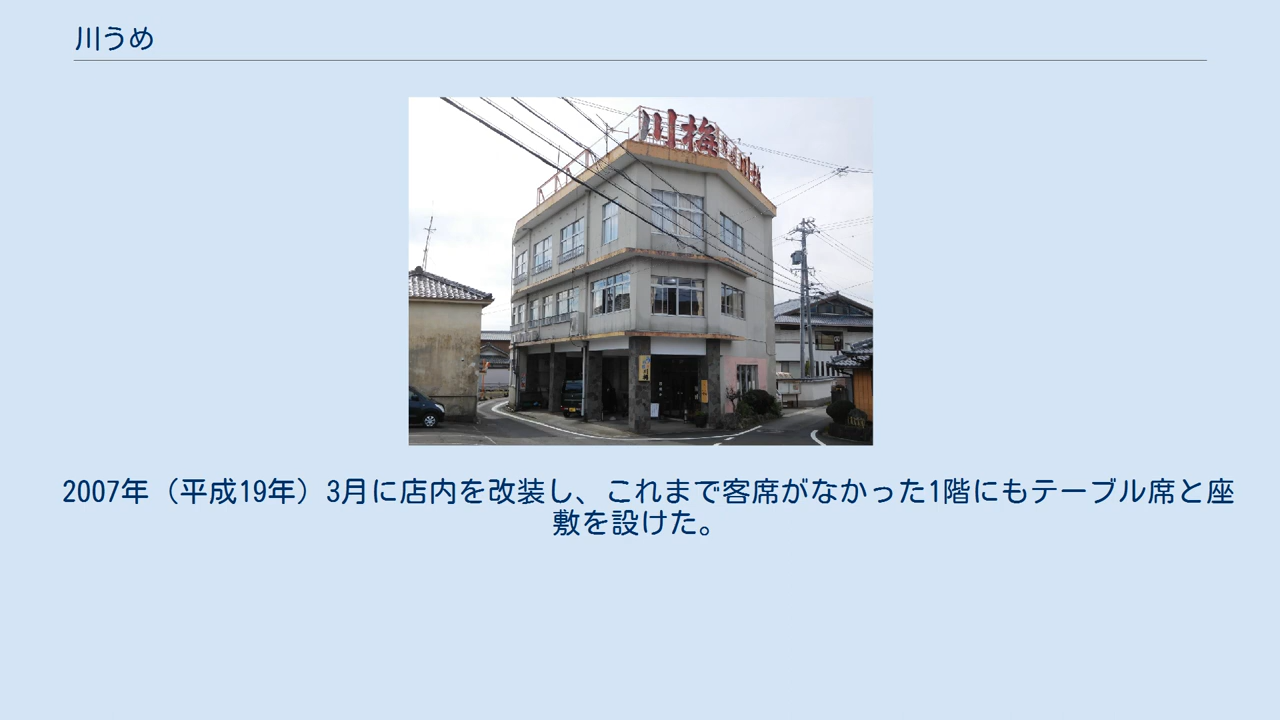 川うめ
川梅
川梅
2007年（平成19年）3月に店内を改装し、これまで客席がなかった1階にもテーブル席と座
敷を設けた。